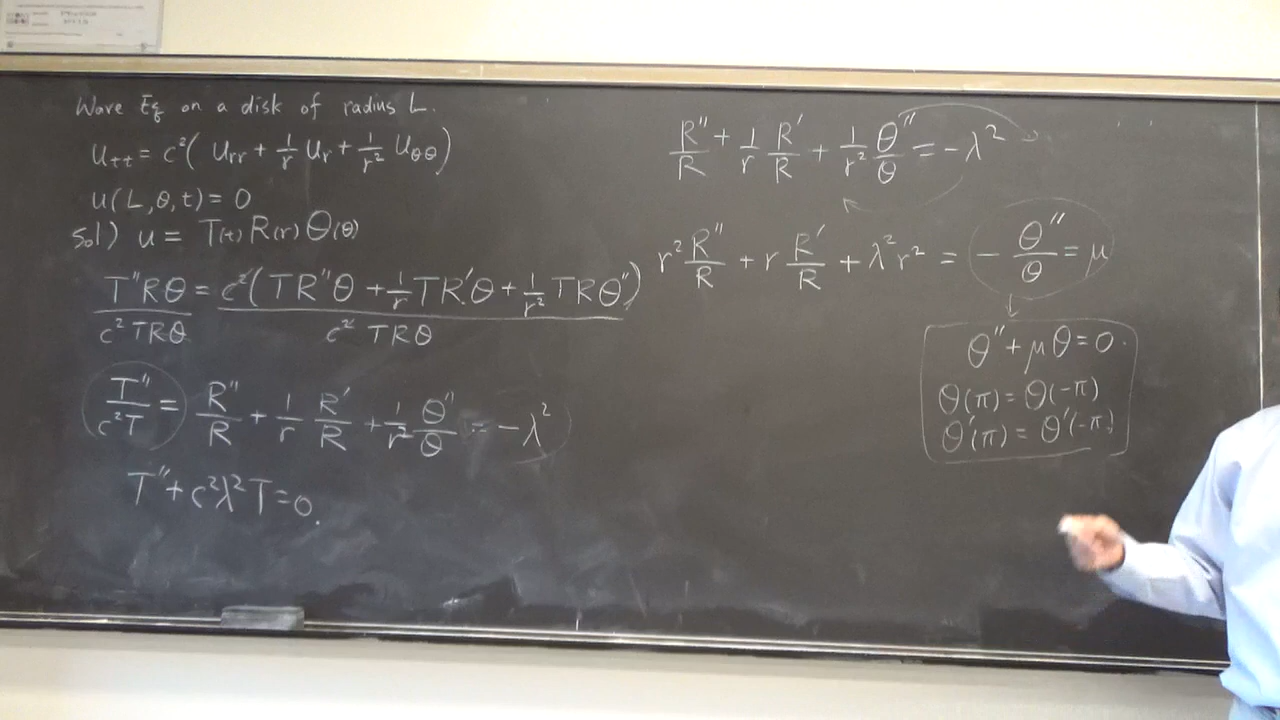 Wave Eq on a disk of radius L.
u_tt = c²( u_rr + 1/r u_r + 1/r² u_θθ )
u(L, θ, t) = 0
sol) u = T(t) R(r) Θ(θ)
T''RΘ / c²TRΘ = c²( TR''Θ + 1/r TR'Θ + 1/r² TRΘ'' ) / c² TRΘ
T''/c²T = R''/R + 1/r R'/R + 1/r² Θ''/Θ = -λ²
T'' + c²λ²T = 0.
R''/R + 1/r R'/R + 1/r² Θ''/Θ = -λ²
r² R''/R + r R'/R + λ²r² = - Θ''/Θ = μ
Θ'' + μΘ = 0.
Θ(π) = Θ(-π)
Θ'(π) = Θ'(-π)